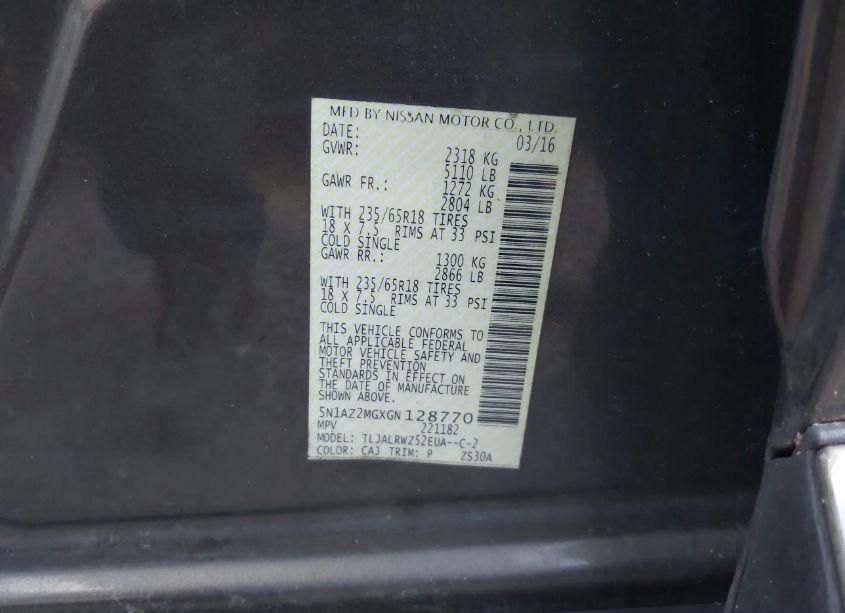 MFD BY NISSAN MOTOR CO., LTD.
DATE: 03/16
GVWR: 2318 KG
5110 LB
GAWR FR.: 1272 KG
2804 LB
WITH 235/65R18 TIRES
18 X 7.5 RIMS AT 33 PSI
COLD SINGLE
GAWR RR.: 1300 KG
2866 LB
WITH 235/65R18 TIRES
18 X 7.5 RIMS AT 33 PSI
COLD SINGLE
THIS VEHICLE CONFORMS TO
ALL APPLICABLE FEDERAL
MOTOR VEHICLE SAFETY AND
THEFT PREVENTION
STANDARDS IN EFFECT ON
THE DATE OF MANUFACTURE
SHOWN ABOVE.
5N1AZ2MGXGN128770
MPV 221182
MODEL: TLJALRWZ52EUA--C-2
COLOR: CAJ TRIM: P ZS30A